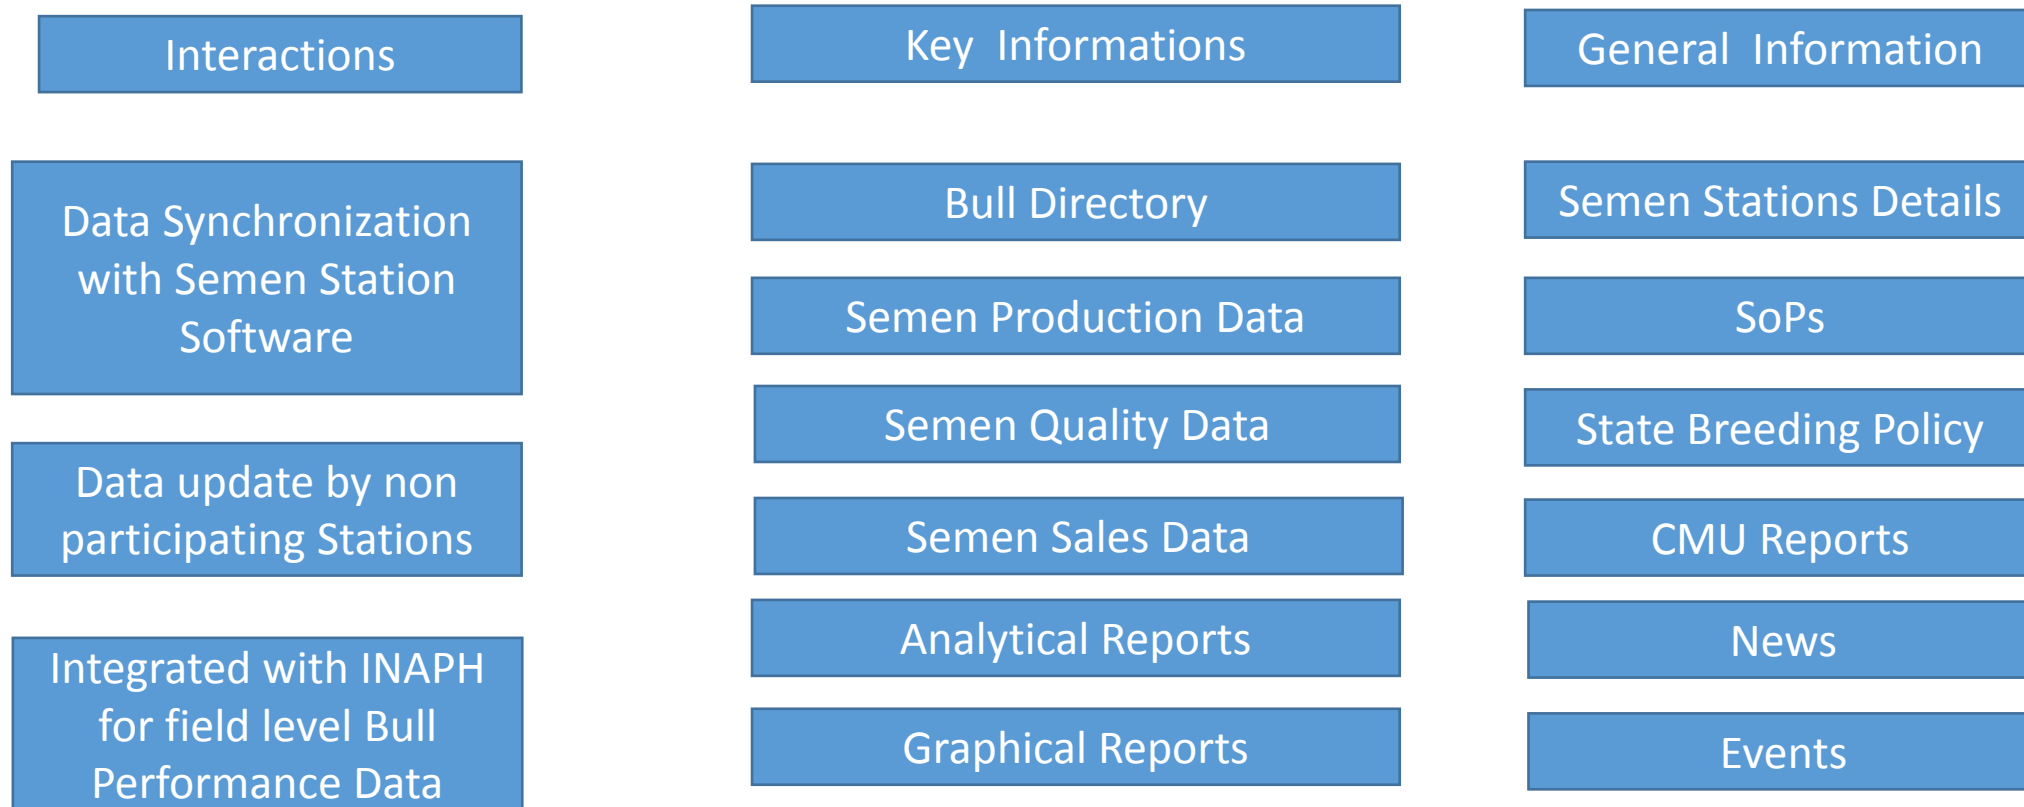 Interactions
Data Synchronization
with Semen Station
Software
Data update by non
participating Stations
Integrated with INAPH
for field level Bull
Performance Data
Key Informations
Bull Directory
Semen Production Data
Semen Quality Data
Semen Sales Data
Analytical Reports
Graphical Reports
General Information
Semen Stations Details
SoPs
State Breeding Policy
CMU Reports
News
Events